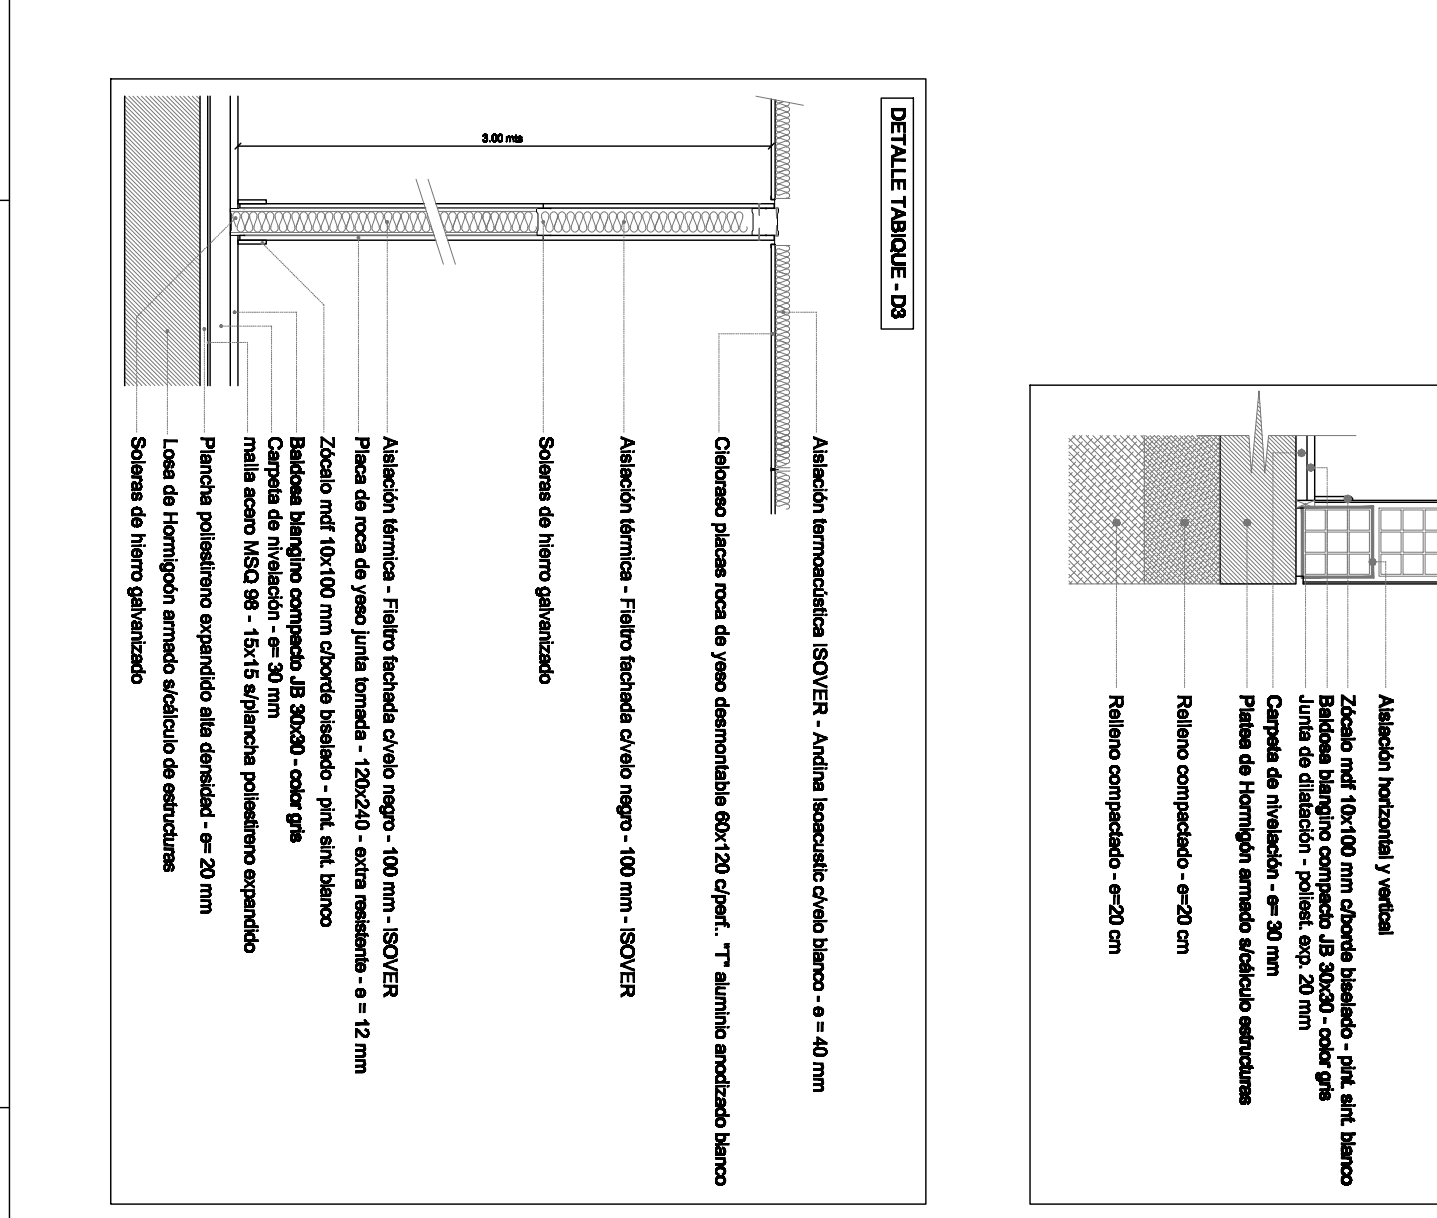 DETALLE TABIQUE - D3
3.00 mts
Aislación termoacústica ISOVER - Andina Isoacustic c/velo blanco - e = 40 mm
Cieloraso placas roca de yeso desmontable 60x120 c/perf.. "T" aluminio anodizado blanco
Aislación térmica - Fieltro fachada c/velo negro - 100 mm - ISOVER
Soleras de hierro galvanizado
Aislación térmica - Fieltro fachada c/velo negro - 100 mm - ISOVER
Placa de roca de yeso junta tomada - 120x240 - extra resistente - e = 12 mm
Zócalo mdf 10x100 mm c/borde biselado - pint. sint. blanco
Baldosa blangino compacto JB 30x30 - color gris
Carpeta de nivelación - e= 30 mm
malla acero MSQ 98 - 15x15 s/plancha poliestireno expandido
Plancha poliestireno expandido alta densidad - e= 20 mm
Losa de Hormigoón armado s/cálculo de estructuras
Soleras de hierro galvanizado
Aislación horizontal y vertical
Zócalo mdf 10x100 mm c/borde biselado - pint. sint. blanco
Baldosa blangino compacto JB 30x30 - color gris
Junta de dilatación - poliest. exp. 20 mm
Carpeta de nivelación - e= 30 mm
Platea de Hormigón armado s/cálculo estructuras
Relleno compactado - e=20 cm
Relleno compactado - e=20 cm